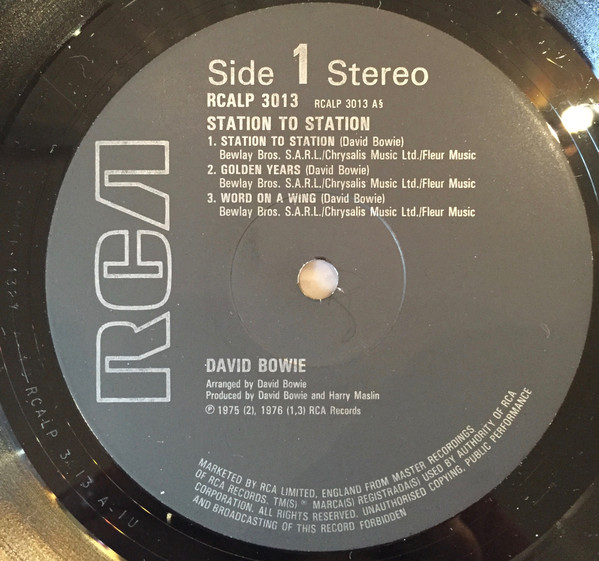 Side 1 Stereo
RCALP 3013 RCALP 3013 A§
STATION TO STATION
1. STATION TO STATION (David Bowie)
Bewlay Bros. S.A.R.L./Chrysalis Music Ltd./Fleur Music
2. GOLDEN YEARS (David Bowie)
Bewlay Bros. S.A.R.L./Chrysalis Music Ltd./Fleur Music
3. WORD ON A WING (David Bowie)
Bewlay Bros. S.A.R.L./Chrysalis Music Ltd./Fleur Music
RCA
DAVID BOWIE
Arranged by David Bowie
Produced by David Bowie and Harry Maslin
℗ 1975 (2), 1976 (1,3) RCA Records
MARKETED BY RCA LIMITED, ENGLAND FROM MASTER RECORDINGS
OF RCA RECORDS. TM(S) ® MARCA(S) REGISTRADA(S) USED BY AUTHORITY OF RCA
CORPORATION. ALL RIGHTS RESERVED. UNAUTHORISED COPYING, PUBLIC PERFORMANCE
AND BROADCASTING OF THIS RECORD FORBIDDEN
RCALP 3 13 A-1U